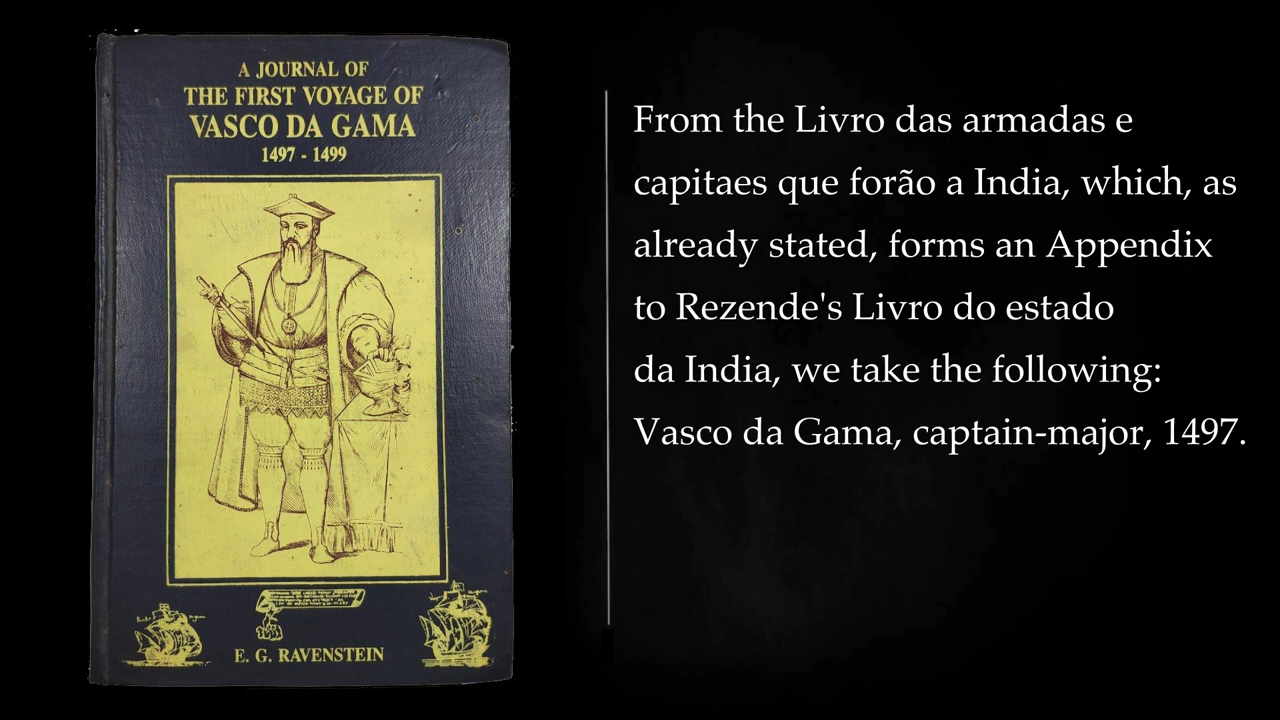 A JOURNAL OF
THE FIRST VOYAGE OF
VASCO DA GAMA
1497 - 1499
E. G. RAVENSTEIN
From the Livro das armadas e
capitaes que forão a India, which, as
already stated, forms an Appendix
to Rezende's Livro do estado
da India, we take the following:
Vasco da Gama, captain-major, 1497.